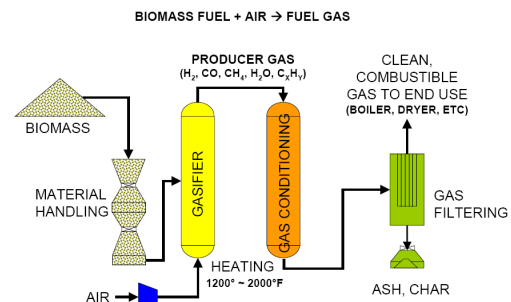 BIOMASS FUEL + AIR → FUEL GAS
PRODUCER GAS
(H₂, CO, CH₄, H₂O, CₓHᵧ)
CLEAN,
COMBUSTIBLE
GAS TO END USE
(BOILER, DRYER, ETC)
BIOMASS
MATERIAL
HANDLING
GASIFIER
GAS CONDITIONING
GAS
FILTERING
HEATING
1200° ~ 2000°F
AIR
ASH, CHAR